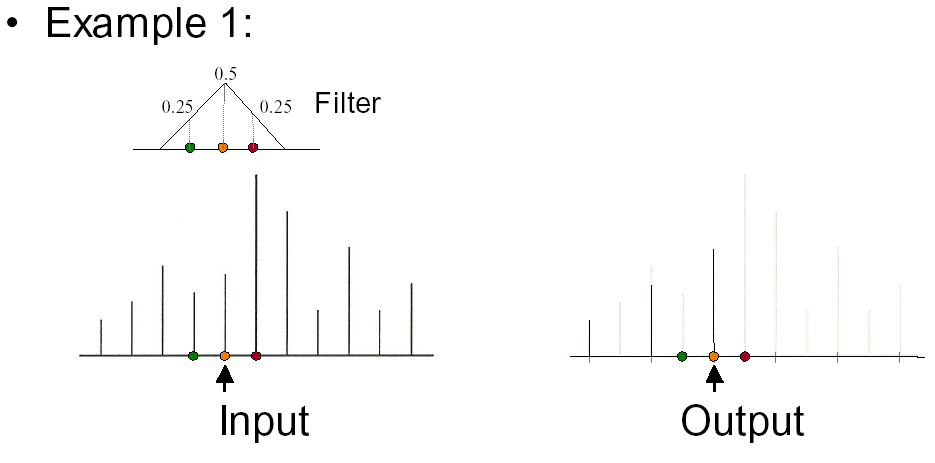 • Example 1:
0.5
0.25 0.25 Filter
Input Output